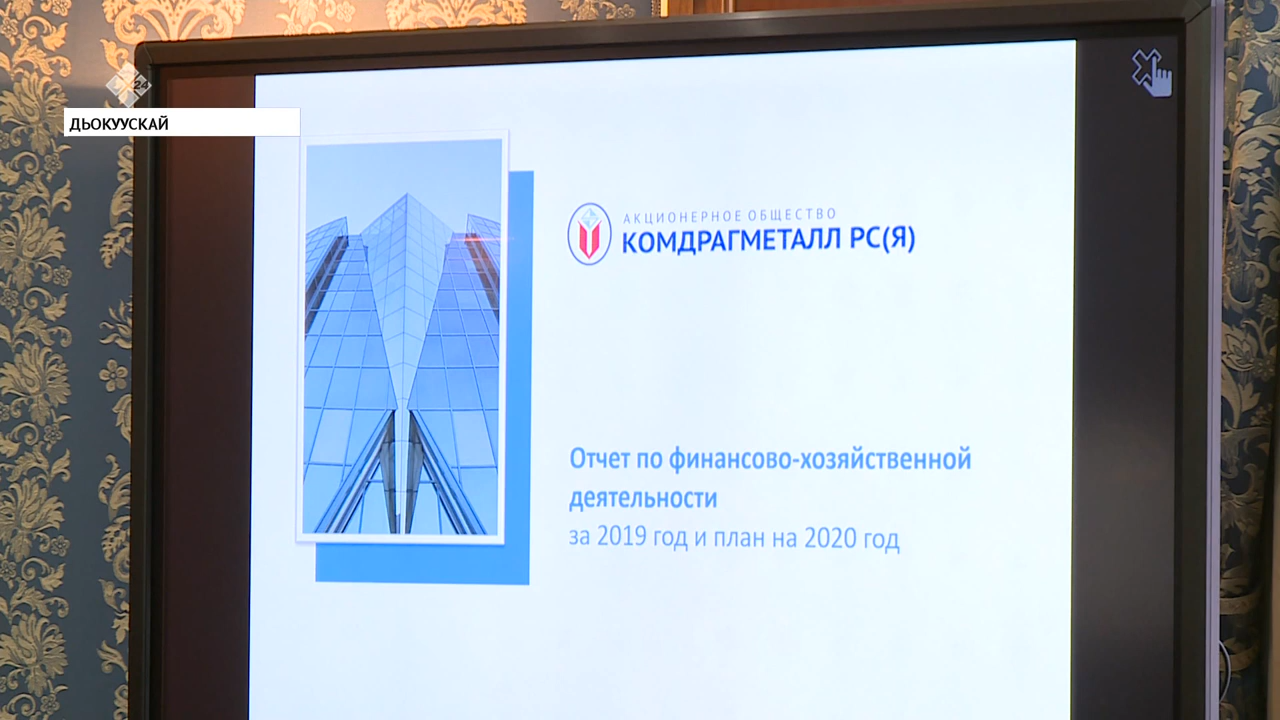 ДЬОКУУСКАЙ
АКЦИОНЕРНОЕ ОБЩЕСТВО
КОМДРАГМЕТАЛЛ РС(Я)
Отчет по финансово-хозяйственной
деятельности
за 2019 год и план на 2020 год